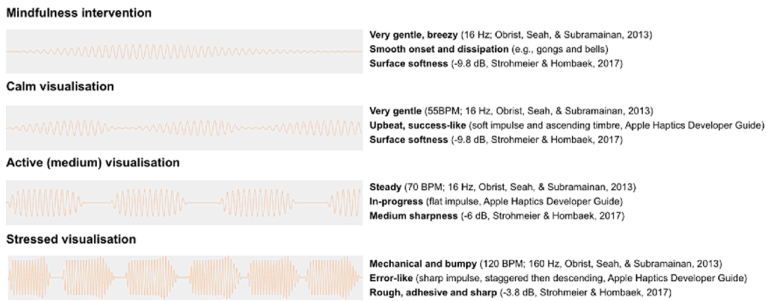 Mindfulness intervention
Very gentle, breezy (16 Hz; Obrist, Seah, & Subramainan, 2013)
Smooth onset and dissipation (e.g., gongs and bells)
Surface softness (-9.8 dB, Strohmeier & Hombaek, 2017)
Calm visualisation
Very gentle (55BPM; 16 Hz, Obrist, Seah, & Subramainan, 2013)
Upbeat, success-like (soft impulse and ascending timbre, Apple Haptics Developer Guide)
Surface softness (-9.8 dB, Strohmeier & Hombaek, 2017)
Active (medium) visualisation
Steady (70 BPM; 16 Hz, Obrist, Seah, & Subramainan, 2013)
In-progress (flat impulse, Apple Haptics Developer Guide)
Medium sharpness (-6 dB, Strohmeier & Hombaek, 2017)
Stressed visualisation
Mechanical and bumpy (120 BPM; 160 Hz, Obrist, Seah, & Subramainan, 2013)
Error-like (sharp impulse, staggered then descending, Apple Haptics Developer Guide)
Rough, adhesive and sharp (-3.8 dB, Strohmeier & Hombaek, 2017)